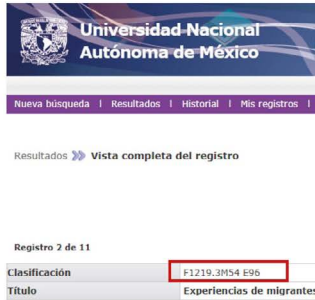 Universidad Nacional
Autónoma de México
Nueva búsqueda | Resultados | Historial | Mis registros |
Resultados » Vista completa del registro
Registro 2 de 11
Clasificación F1219.3M54 E96
Título Experiencias de migrantes